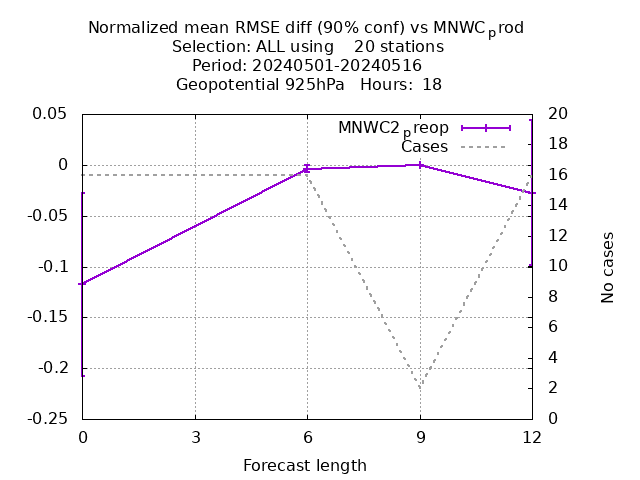 Normalized mean RMSE diff (90% conf) vs MNWCprod
Selection: ALL using    20 stations
Period: 20240501-20240516
Geopotential 925hPa   Hours:  18
MNWC2preop
Cases
0.05
0
-0.05
-0.1
-0.15
-0.2
-0.25
20
18
16
14
12
10
8
6
4
2
0
No cases
0
3
6
9
12
Forecast length